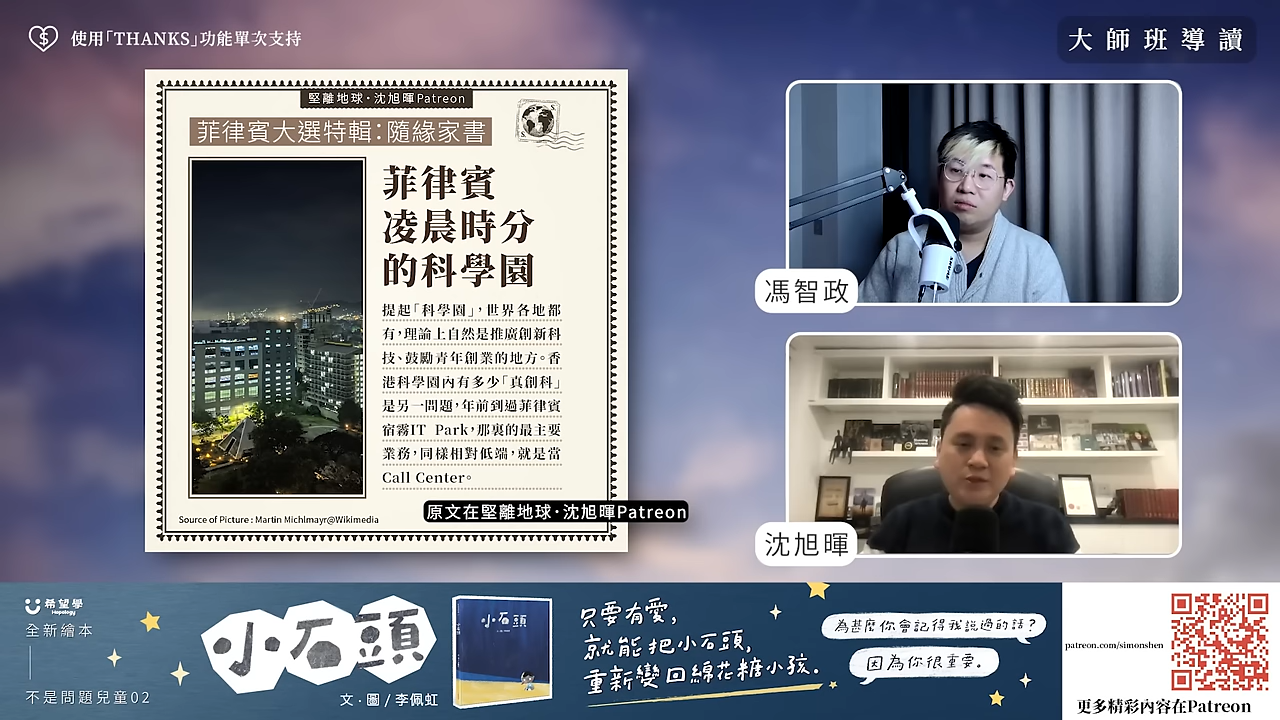 使用「THANKS」功能單次支持
大師班導讀
堅離地球·沈旭暉Patreon
菲律賓大選特輯：隨緣家書
菲律賓
凌晨時分
的科學園
提起「科學園」，世界各地都
有，理論上自然是推廣創新科
技、鼓勵青年創業的地方。香
港科學園內有多少「真創科」
是另一問題，年前到過菲律賓
宿霧IT Park，那裏的最主要
業務，同樣相對低端，就是當
Call Center。
Source of Picture : Martin Michlmayr@Wikimedia
原文在堅離地球·沈旭暉Patreon
馮智政
沈旭暉
希望學
Hopology
全新繪本
不是問題兒童02
小石頭
文·圖 / 李佩虹
小石頭
只要有愛，
就能把小石頭，
重新變回綿花糖小孩。
為甚麼你會記得我說過的話？
因為你很重要。
patreon.com/simonshen
更多精彩內容在Patreon